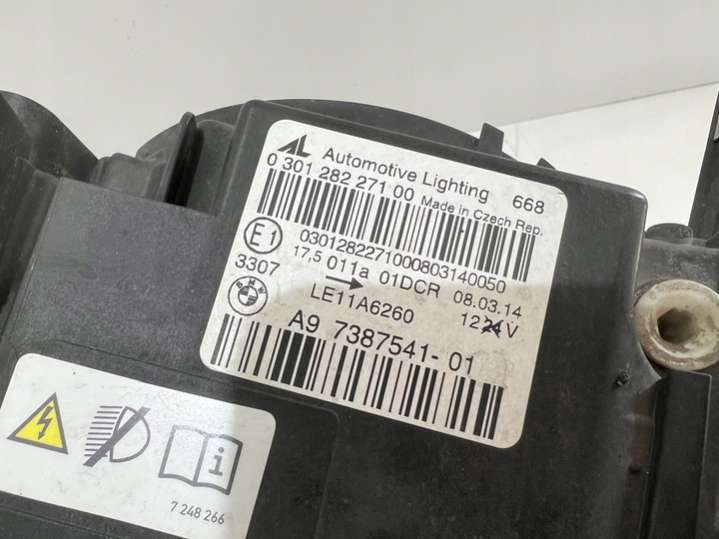 AL Automotive Lighting 668
0 301 282 271 00 Made in Czech Rep.
0301282271000803140050
E1 17,5 011a 01DCR 08.03.14
3307 LE11A6260 1224V
A9 7387541-01
i
7 248 266